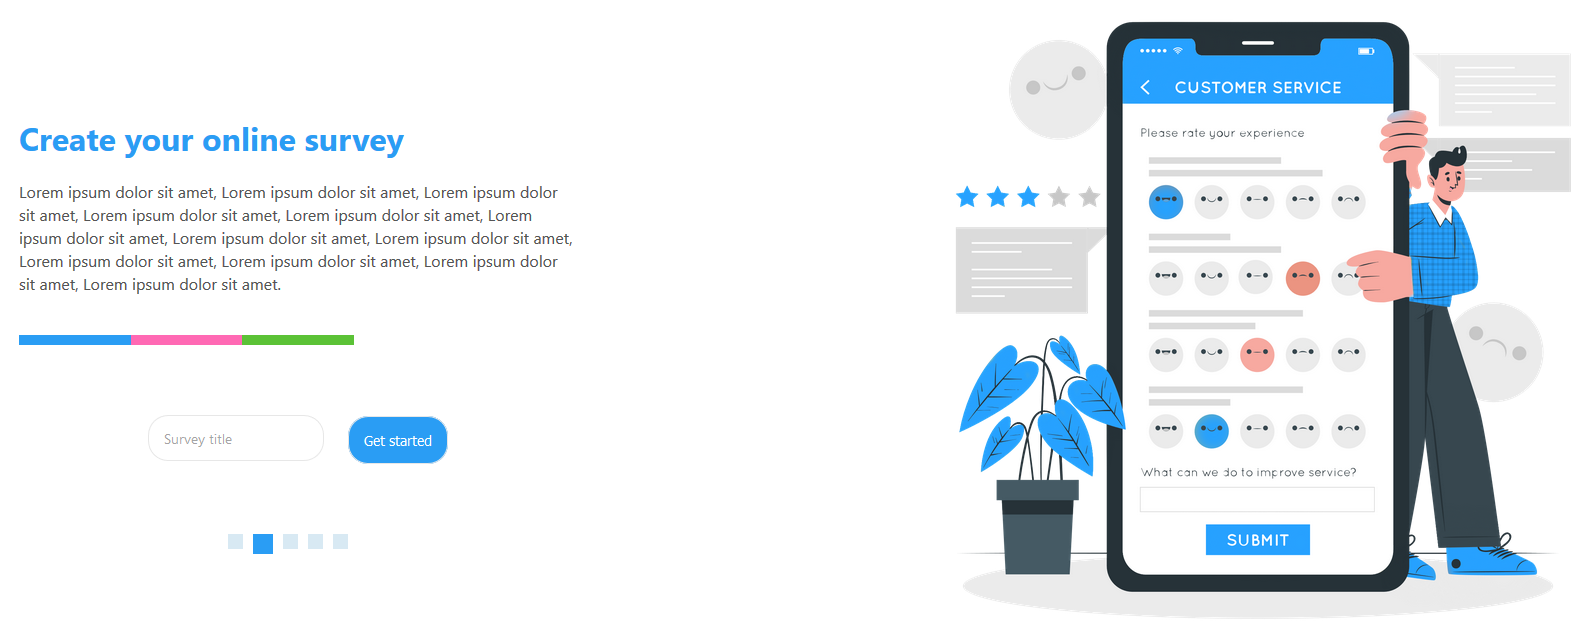 Create your online survey
Lorem ipsum dolor sit amet, Lorem ipsum dolor sit amet, Lorem ipsum dolor
sit amet, Lorem ipsum dolor sit amet, Lorem ipsum dolor sit amet, Lorem
ipsum dolor sit amet, Lorem ipsum dolor sit amet, Lorem ipsum dolor sit amet,
Lorem ipsum dolor sit amet, Lorem ipsum dolor sit amet, Lorem ipsum dolor
sit amet, Lorem ipsum dolor sit amet.
Survey title
Get started
CUSTOMER SERVICE
Please rate your experience
What can we do to improve service?
SUBMIT